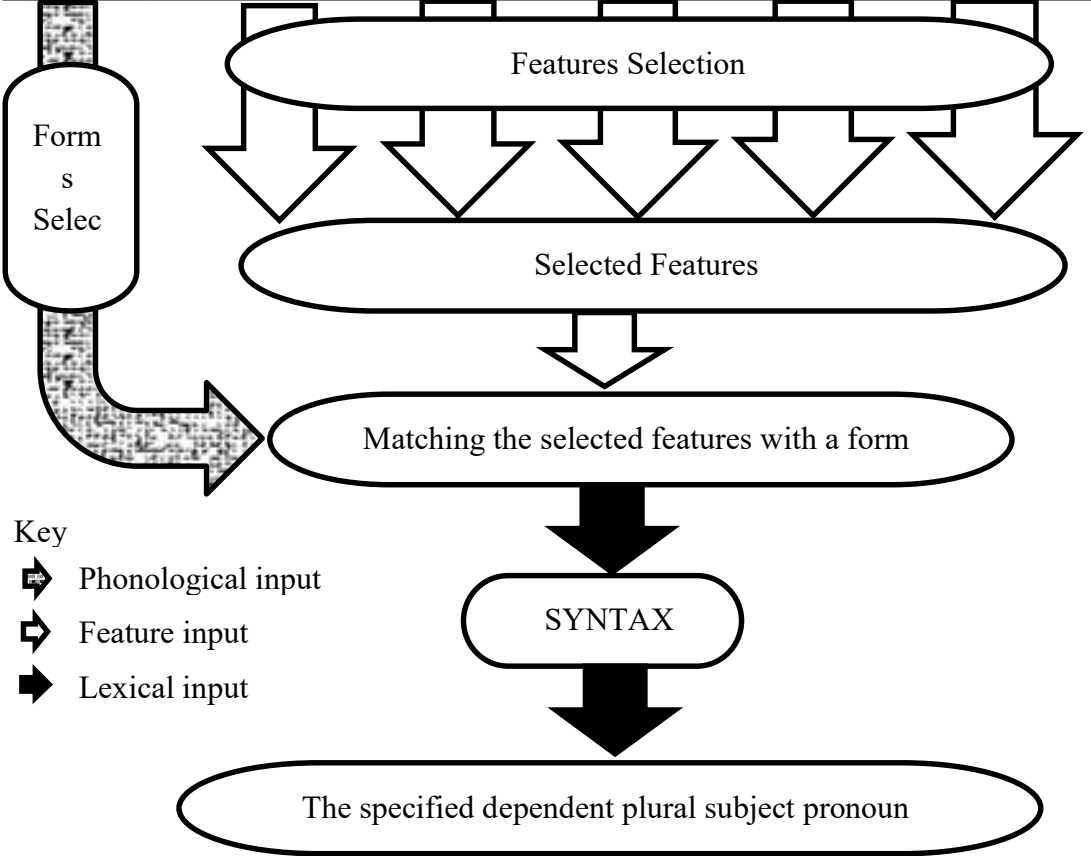 Features Selection
Form
s
Selec
Selected Features
Matching the selected features with a form
Key
Phonological input
Feature input
Lexical input
SYNTAX
The specified dependent plural subject pronoun